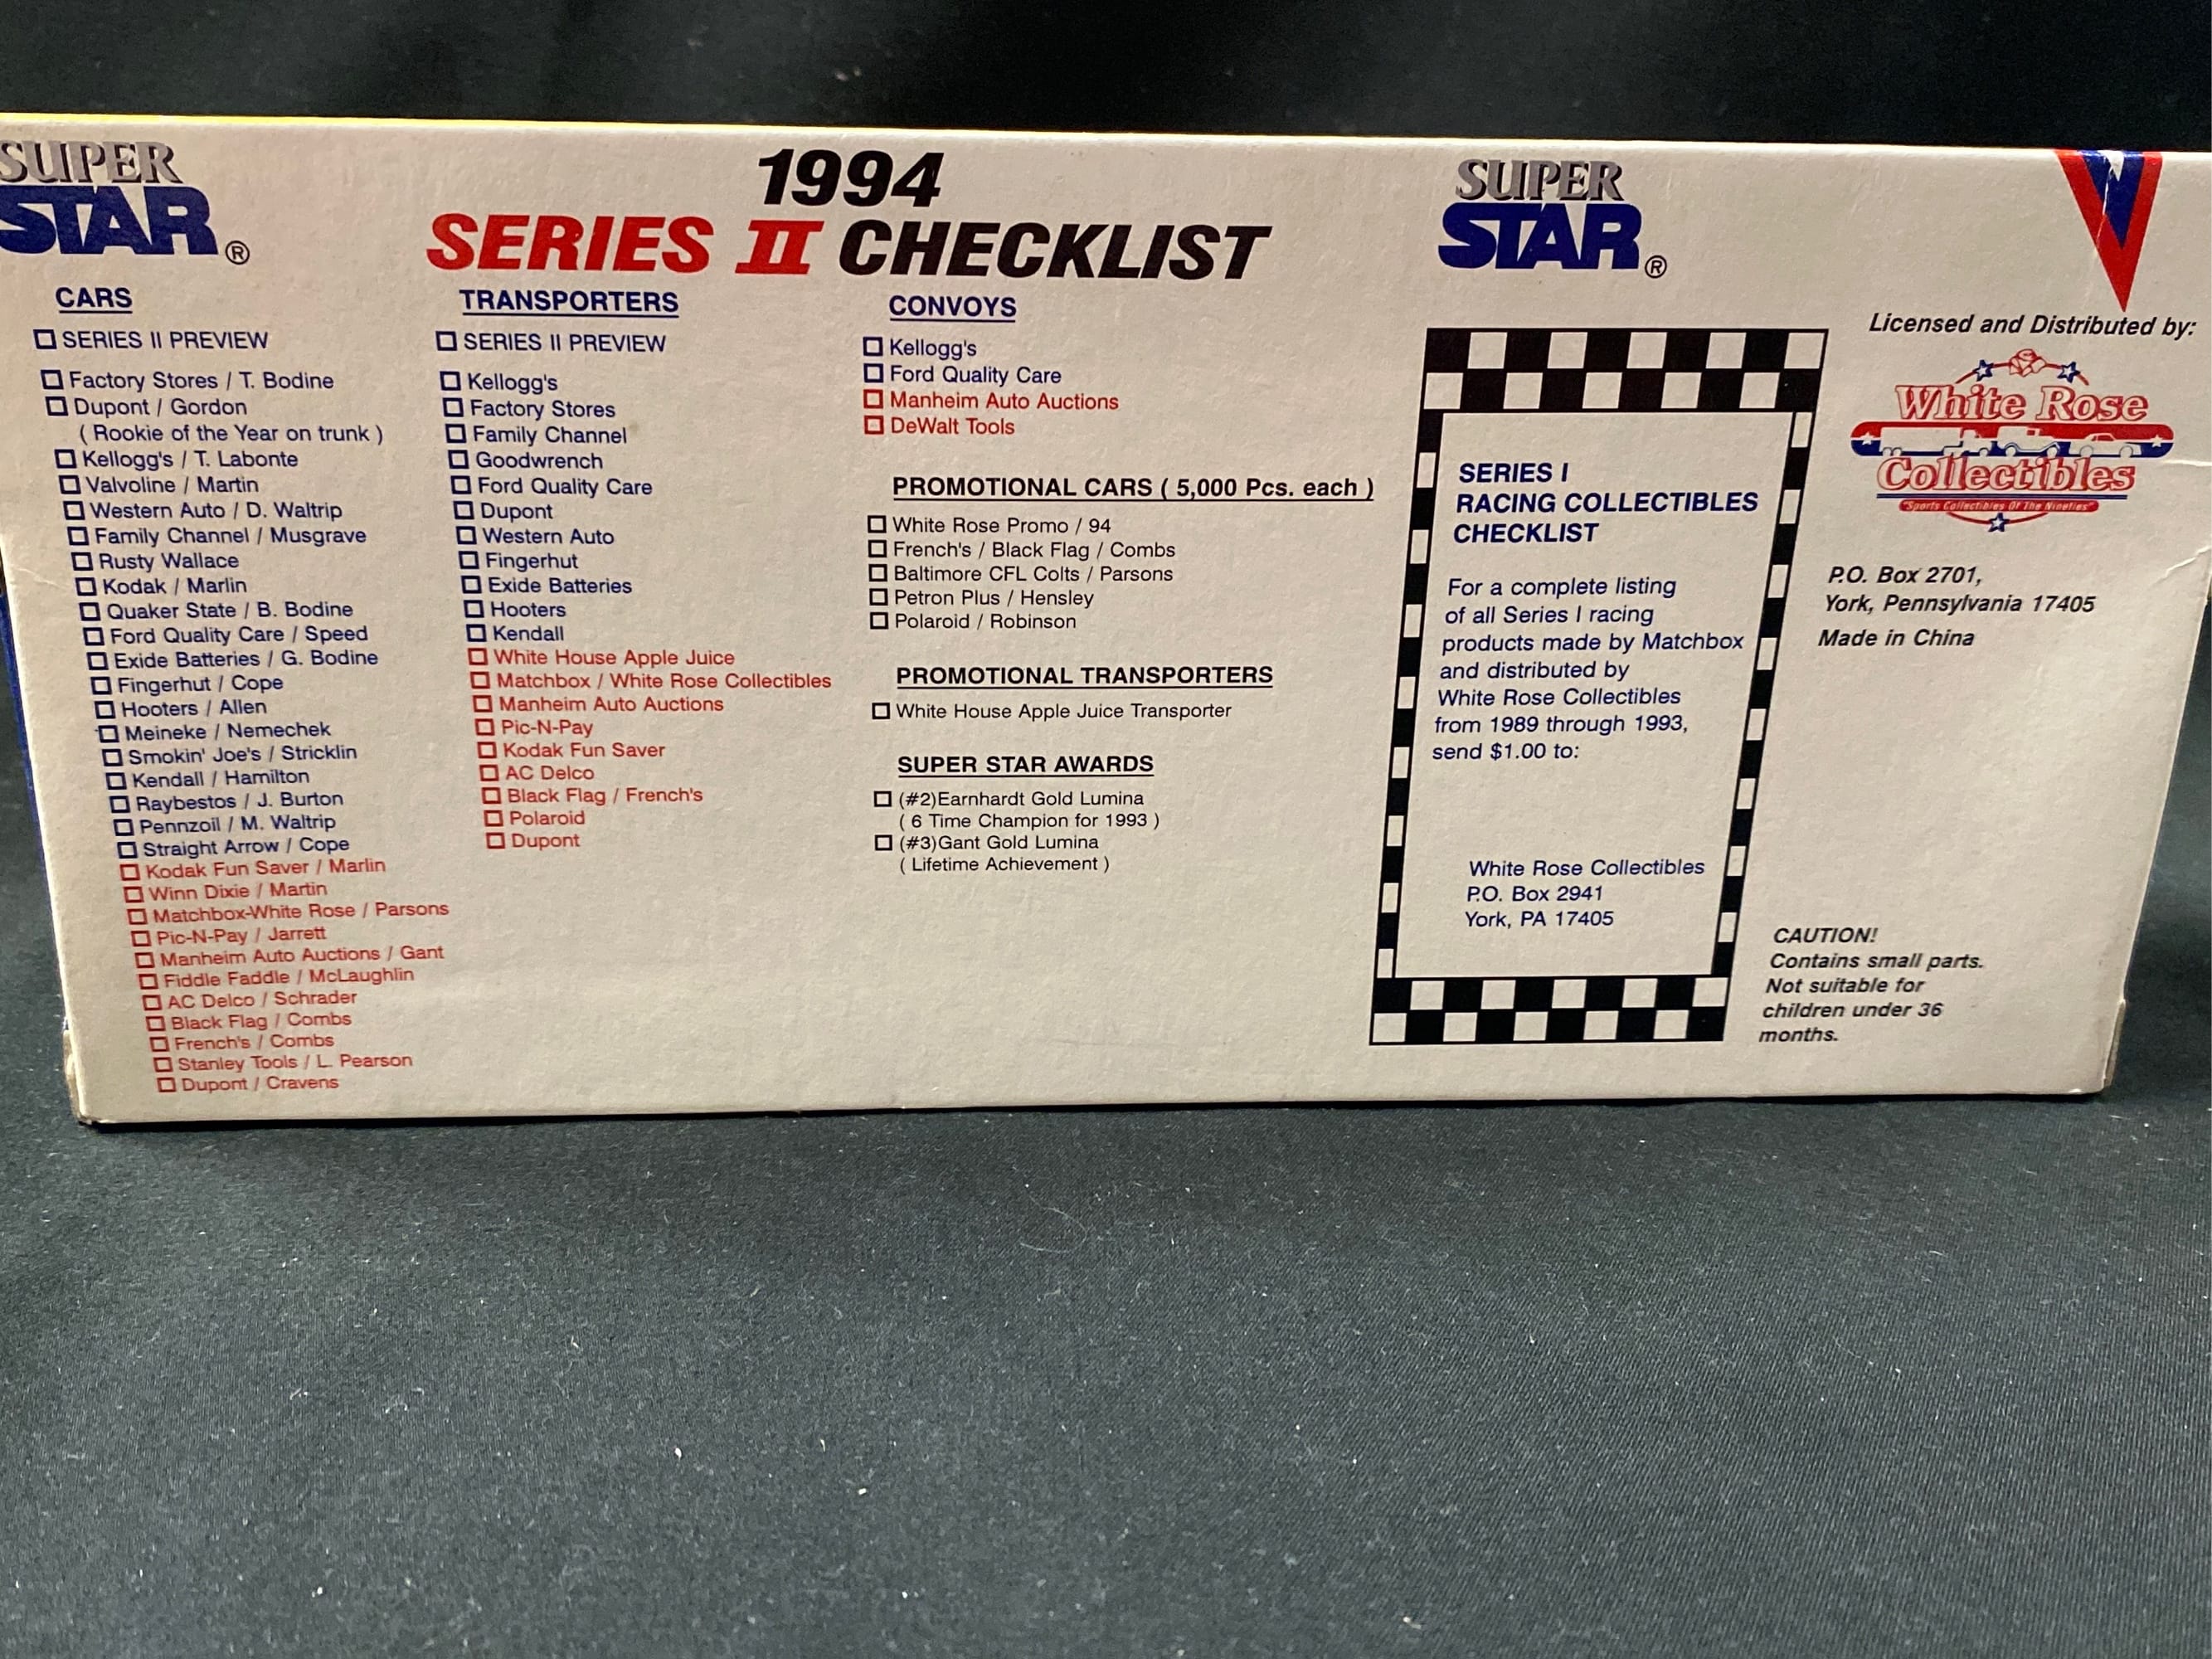 SUPER
STAR®
1994
SERIES II CHECKLIST
CARS
SERIES II PREVIEW
Factory Stores / T. Bodine
Dupont / Gordon
( Rookie of the Year on trunk )
Kellogg's / T. Labonte
Valvoline / Martin
Western Auto / D. Waltrip
Family Channel / Musgrave
Rusty Wallace
Kodak / Marlin
Quaker State / B. Bodine
Ford Quality Care / Speed
Exide Batteries / G. Bodine
Fingerhut / Cope
Hooters / Allen
Meineke / Nemechek
Smokin' Joe's / Stricklin
Kendall / Hamilton
Raybestos / J. Burton
Pennzoil / M. Waltrip
Straight Arrow / Cope
Kodak Fun Saver / Marlin
Winn Dixie / Martin
Matchbox-White Rose / Parsons
Pic-N-Pay / Jarrett
Manheim Auto Auctions / Gant
Fiddle Faddle / McLaughlin
AC Delco / Schrader
Black Flag / Combs
French's / Combs
Stanley Tools / L. Pearson
Dupont / Cravens
TRANSPORTERS
SERIES II PREVIEW
Kellogg's
Factory Stores
Family Channel
Goodwrench
Ford Quality Care
Dupont
Western Auto
Fingerhut
Exide Batteries
Hooters
Kendall
White House Apple Juice
Matchbox / White Rose Collectibles
Manheim Auto Auctions
Pic-N-Pay
Kodak Fun Saver
AC Delco
Black Flag / French's
Polaroid
Dupont
CONVOYS
Kellogg's
Ford Quality Care
Manheim Auto Auctions
DeWalt Tools
PROMOTIONAL CARS ( 5,000 Pcs. each )
White Rose Promo / 94
French's / Black Flag / Combs
Baltimore CFL Colts / Parsons
Petron Plus / Hensley
Polaroid / Robinson
PROMOTIONAL TRANSPORTERS
White House Apple Juice Transporter
SUPER STAR AWARDS
(#2)Earnhardt Gold Lumina
( 6 Time Champion for 1993 )
(#3)Gant Gold Lumina
( Lifetime Achievement )
SUPER
STAR®
SERIES I
RACING COLLECTIBLES
CHECKLIST
For a complete listing
of all Series I racing
products made by Matchbox
and distributed by
White Rose Collectibles
from 1989 through 1993,
send $1.00 to:
White Rose Collectibles
P.O. Box 2941
York, PA 17405
Licensed and Distributed by:
White Rose
Collectibles
"Sports Collectibles Of The Nineties"
P.O. Box 2701,
York, Pennsylvania 17405
Made in China
CAUTION!
Contains small parts.
Not suitable for
children under 36
months.